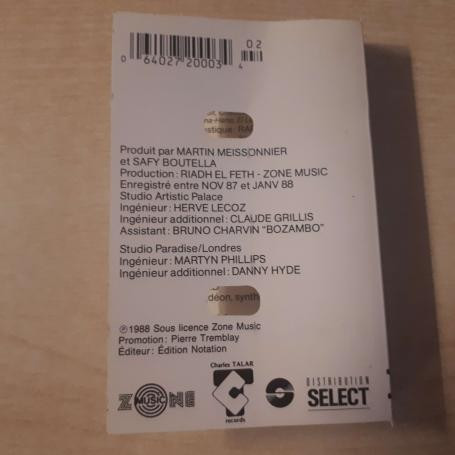 02
0 64027 20003 4
Produit par MARTIN MEISSONNIER
et SAFY BOUTELLA
Production : RIADH EL FETH - ZONE MUSIC
Enregistré entre NOV 87 et JANV 88
Studio Artistic Palace
Ingénieur : HERVE LECOZ
Ingénieur additionnel : CLAUDE GRILLIS
Assistant : BRUNO CHARVIN "BOZAMBO"
Studio Paradise/Londres
Ingénieur : MARTYN PHILLIPS
Ingénieur additionnel : DANNY HYDE
déon, synth
℗1988 Sous licence Zone Music
Promotion : Pierre Tremblay
Éditeur : Édition Notation
ZONE MUSIC
Charles TALAR
records
DISTRIBUTION
SELECT